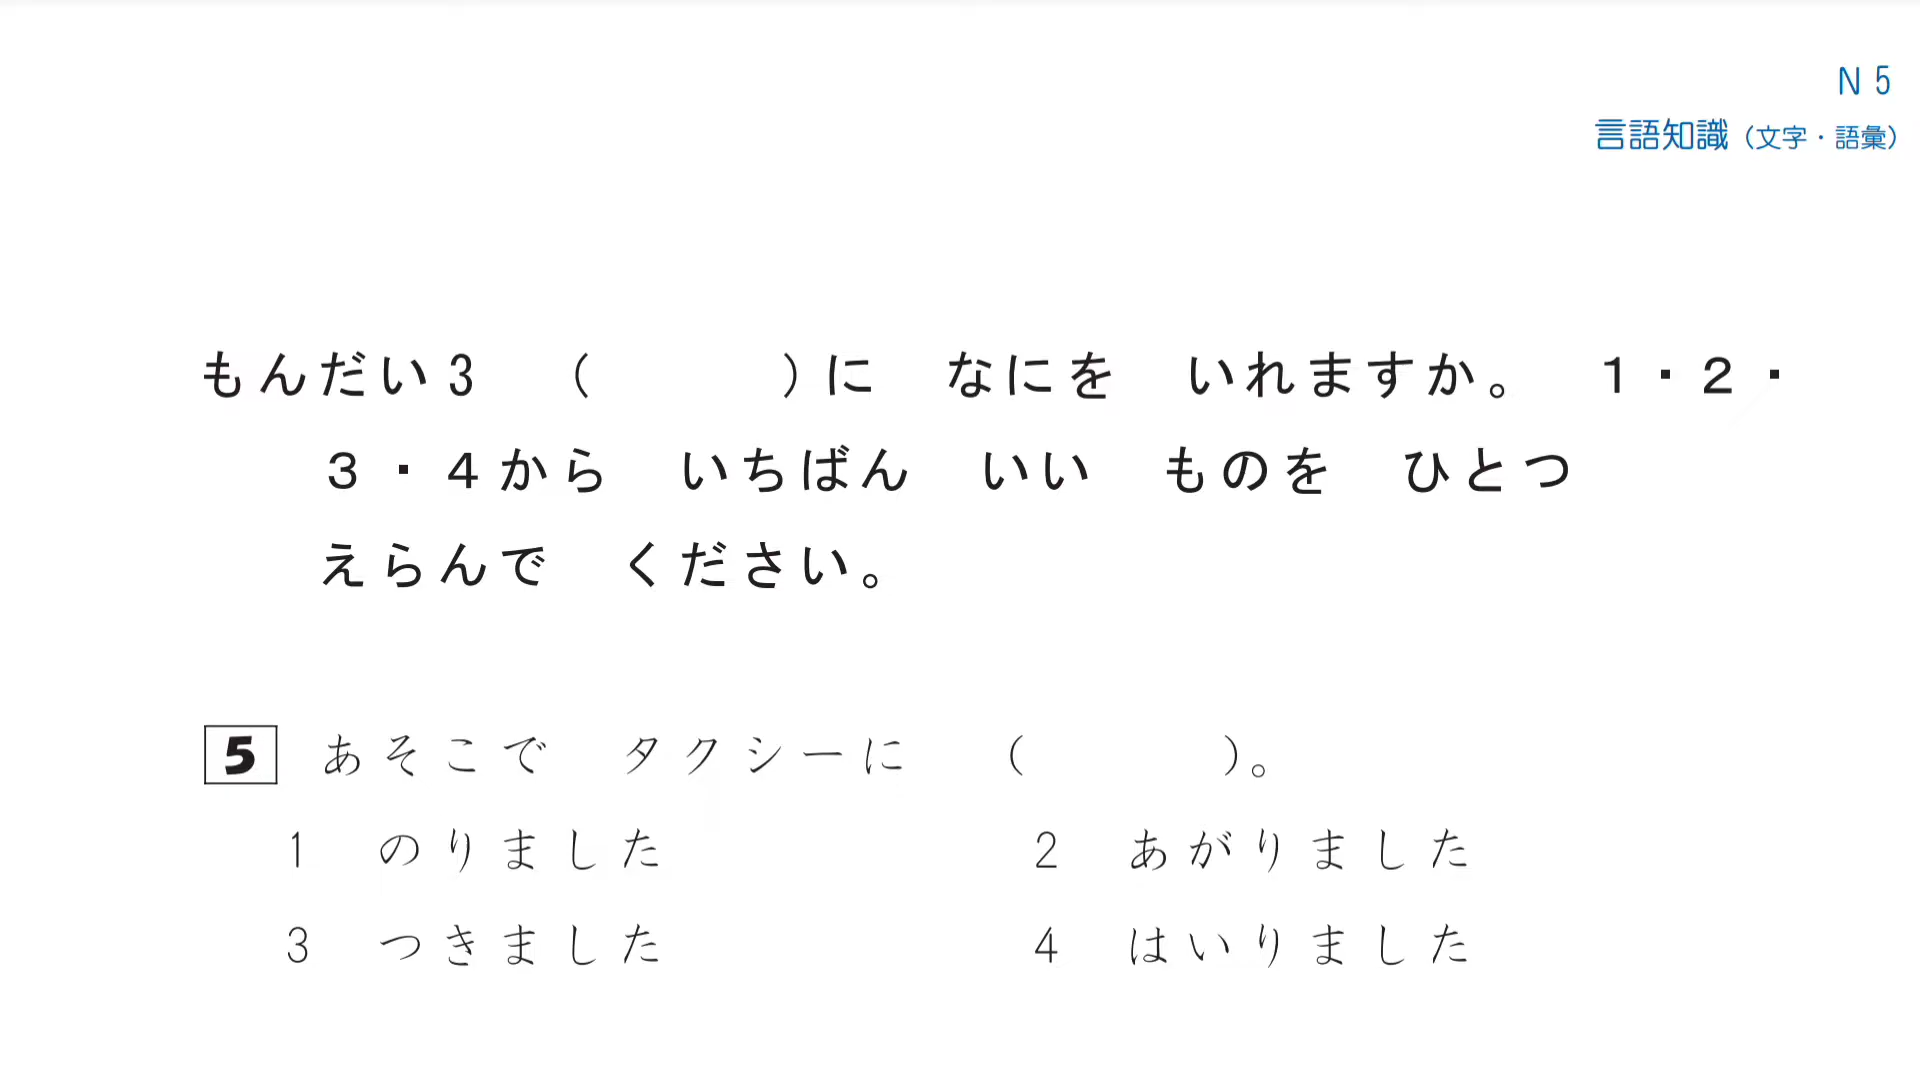 N5
言語知識（文字・語彙）
もんだい3　（　　　）に　なにを　いれますか。　1・2・
3・4から　いちばん　いい　ものを　ひとつ
えらんで　ください。
5　あそこで　タクシーに　（　　　）。
1　のりました　2　あがりました
3　つきました　4　はいりました